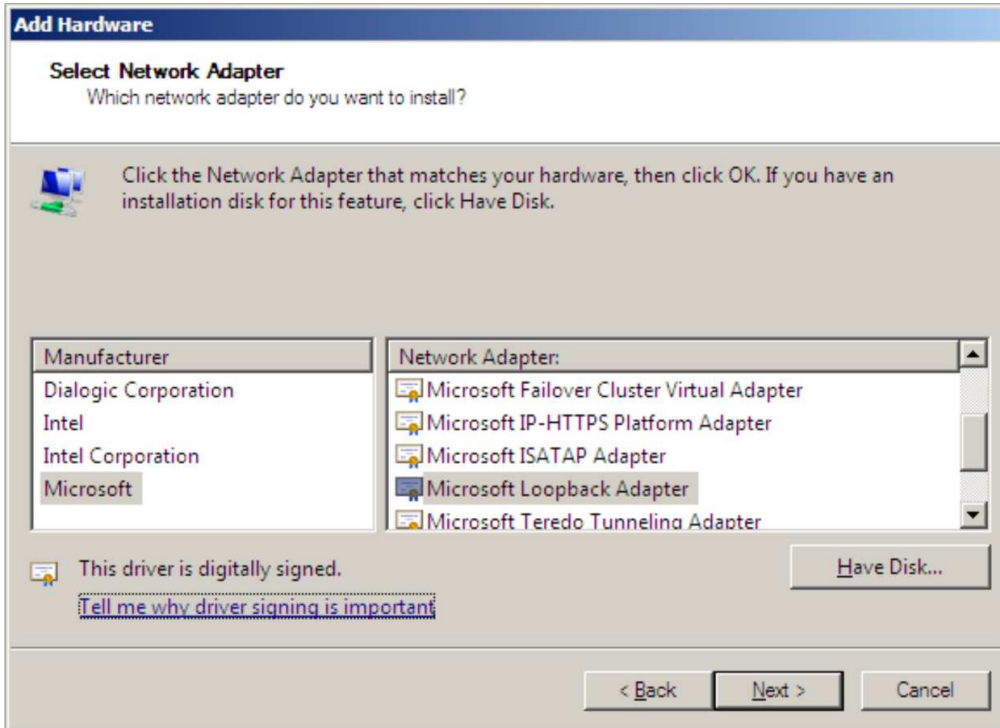 Add Hardware
Select Network Adapter
Which network adapter do you want to install?
Click the Network Adapter that matches your hardware, then click OK. If you have an
installation disk for this feature, click Have Disk.
Manufacturer
Dialogic Corporation
Intel
Intel Corporation
Microsoft
Network Adapter:
Microsoft Failover Cluster Virtual Adapter
Microsoft IP-HTTPS Platform Adapter
Microsoft ISATAP Adapter
Microsoft Loopback Adapter
Microsoft Teredo Tunneling Adapter
This driver is digitally signed.
Tell me why driver signing is important
Have Disk...
< Back
Next >
Cancel